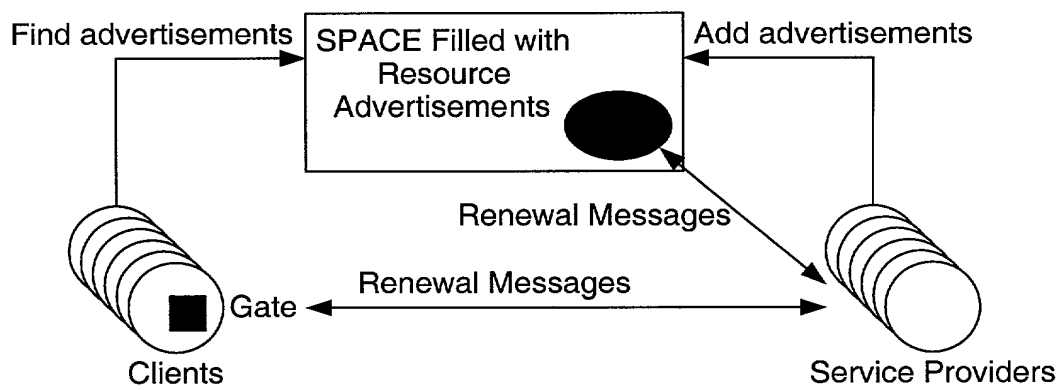 Find advertisements
SPACE Filled with
Resource
Advertisements
Add advertisements
Renewal Messages
Renewal Messages
Gate
Clients
Service Providers